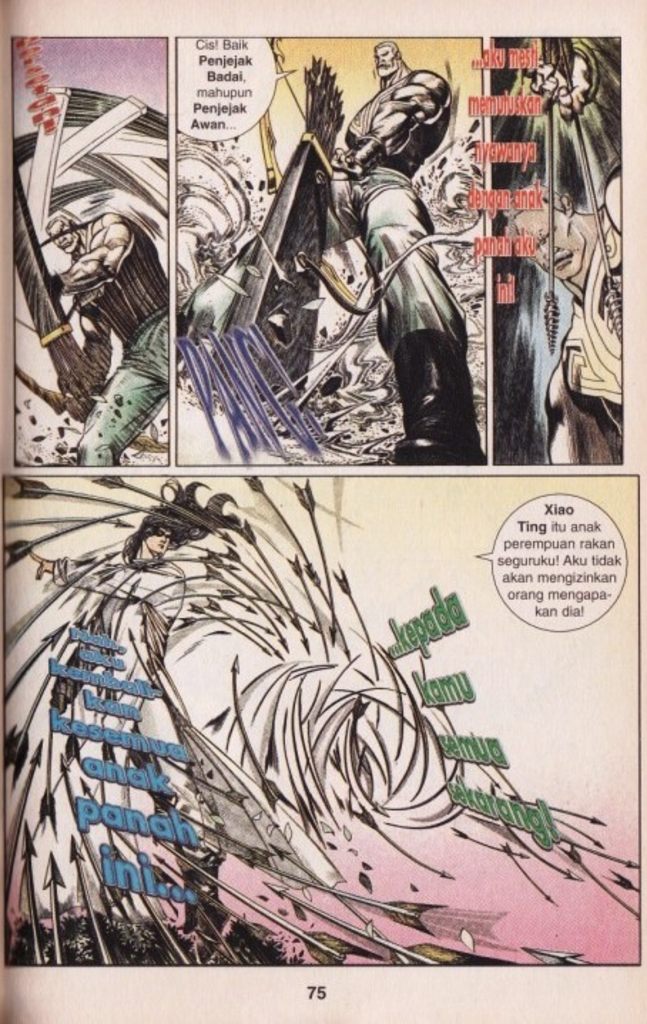 Cis! Baik
Penjejak
Badai,
mahupun
Penjejak
Awan...
...aku mesti
memutuskan
nyawanya
dengan anak
panah aku
ini!
Xiao
Ting itu anak
perempuan rakan
seguruku! Aku tidak
akan mengizinkan
orang mengapa-
kan dia!
Nah,
aku
kembali-
kan
kesemua
anak
panah
ini...
...kepada
kamu
semua
sekarang!
75